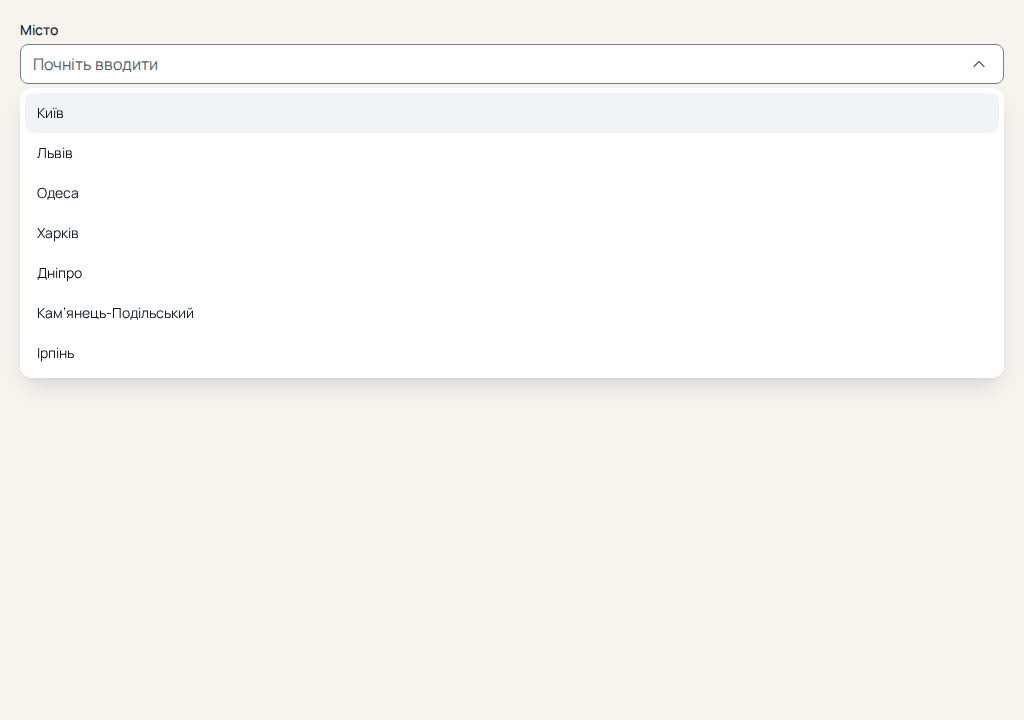 Місто
Почніть вводити
Київ
Львів
Одеса
Харків
Дніпро
Кам'янець-Подільський
Ірпінь